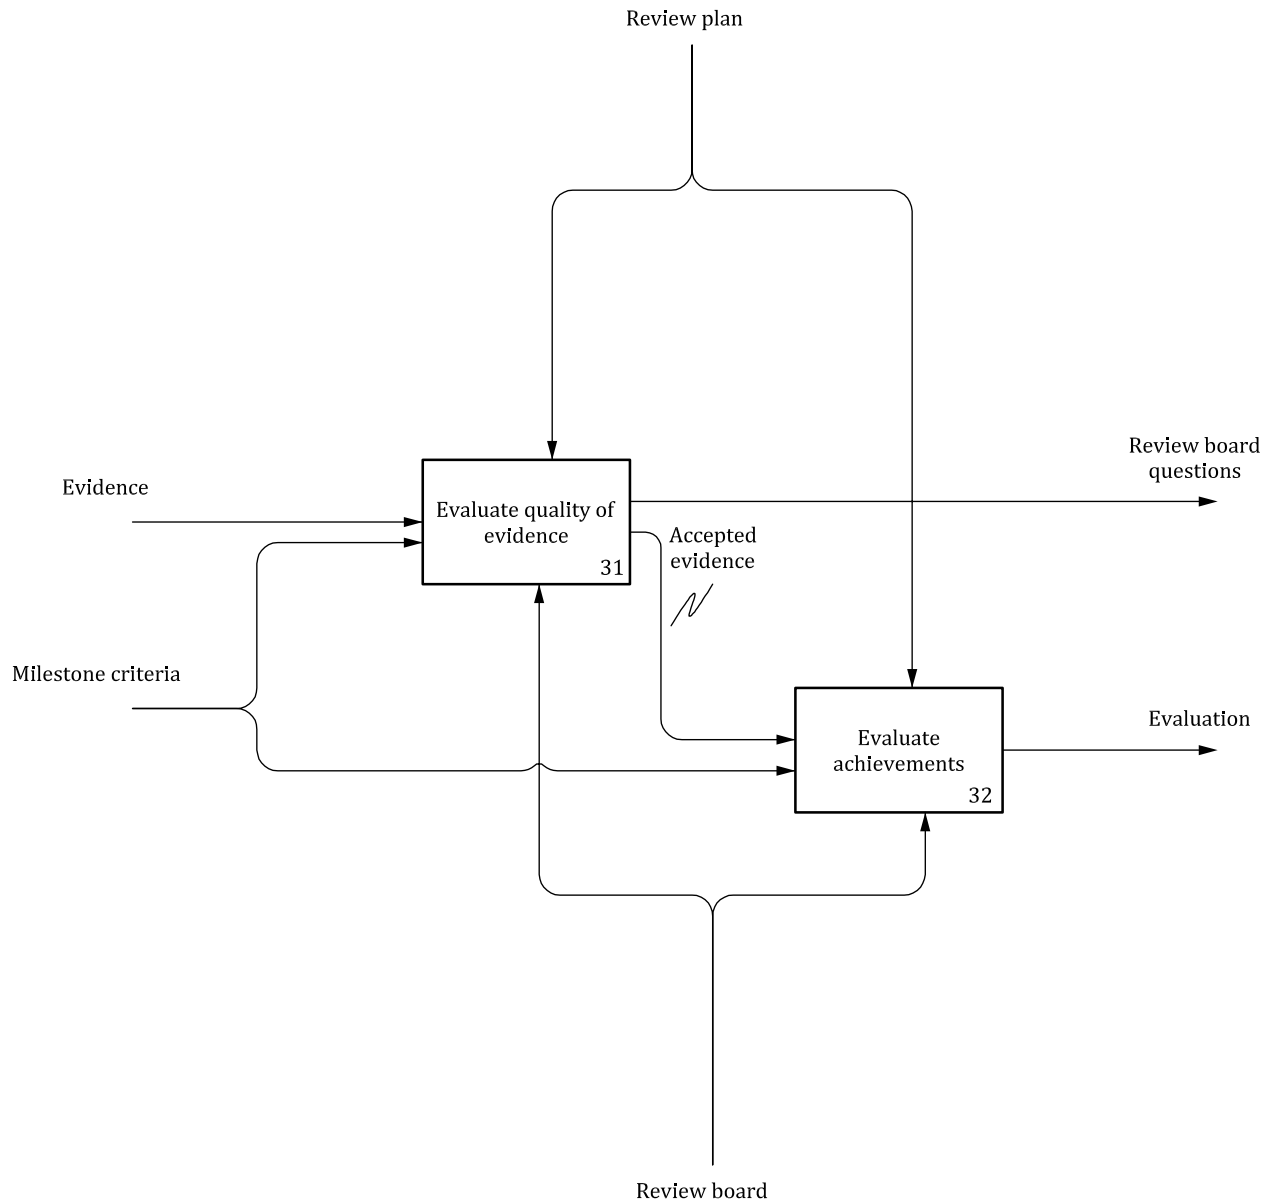 Review plan
Review board
questions
Evidence
Evaluate quality of
evidence
31
Accepted
evidence
Milestone criteria
Evaluation
Evaluate
achievements
32
Review board